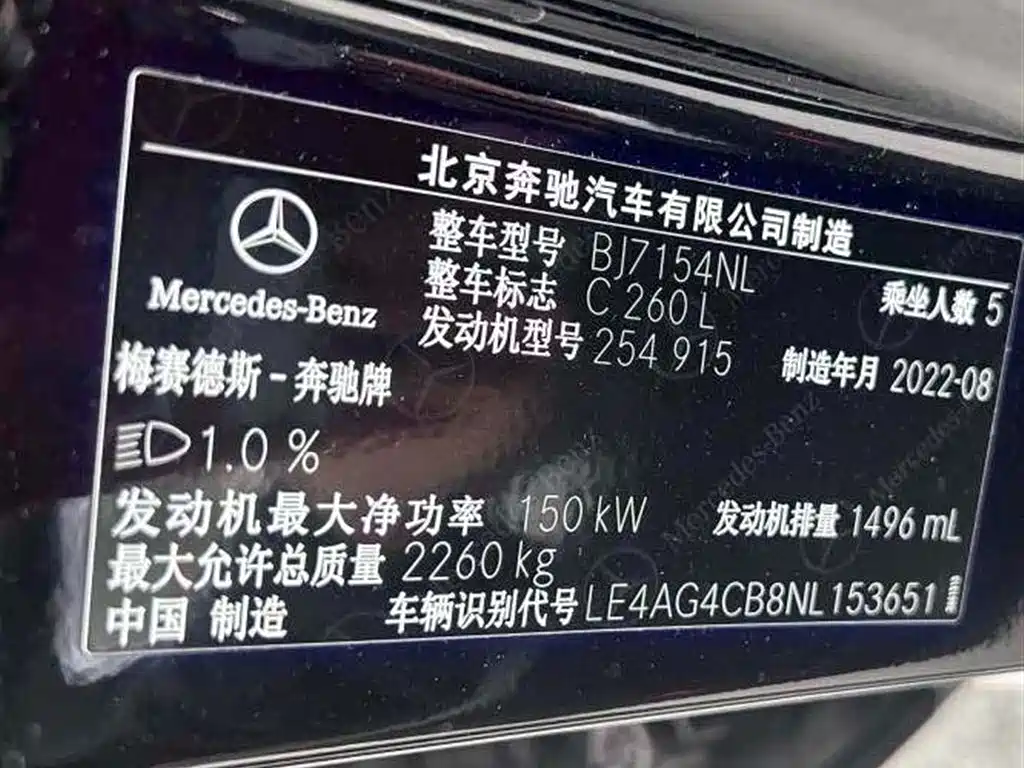 北京奔驰汽车有限公司制造
Mercedes-Benz
整车型号 BJ7154NL
整车标志 C 260 L 乘坐人数 5
发动机型号 254 915 制造年月 2022-08
梅赛德斯-奔驰牌
1.0 %
发动机最大净功率 150 kW 发动机排量 1496 mL
最大允许总质量 2260 kg
中国 制造 车辆识别代号 LE4AG4CB8NL153651